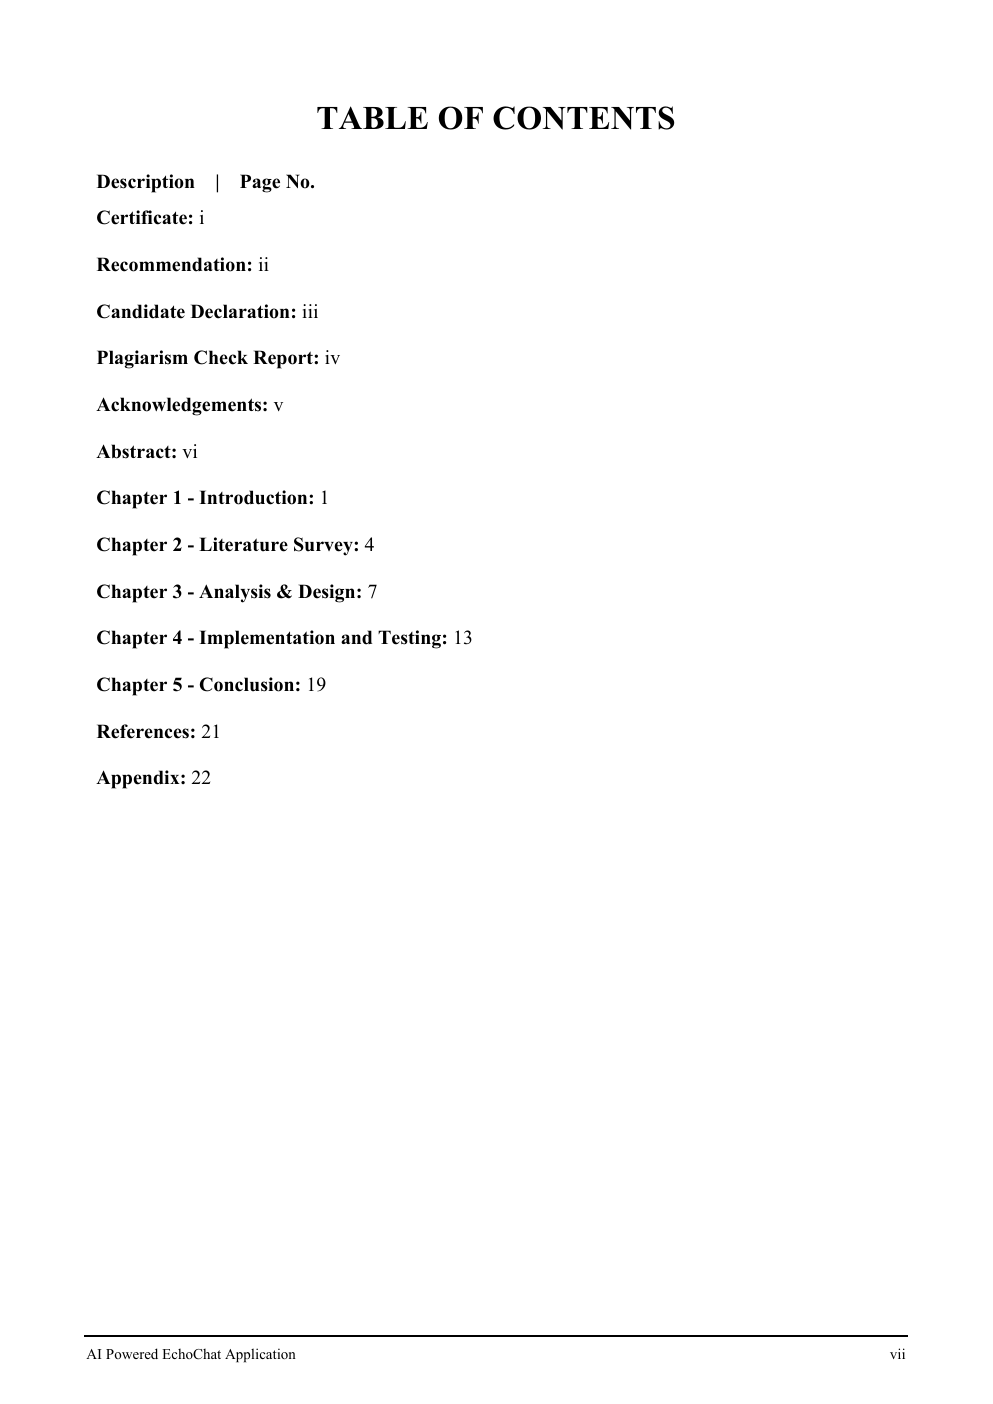 TABLE OF CONTENTS
Description | Page No.
Certificate: i
Recommendation: ii
Candidate Declaration: iii
Plagiarism Check Report: iv
Acknowledgements: v
Abstract: vi
Chapter 1 - Introduction: 1
Chapter 2 - Literature Survey: 4
Chapter 3 - Analysis & Design: 7
Chapter 4 - Implementation and Testing: 13
Chapter 5 - Conclusion: 19
References: 21
Appendix: 22
AI Powered EchoChat Application vii